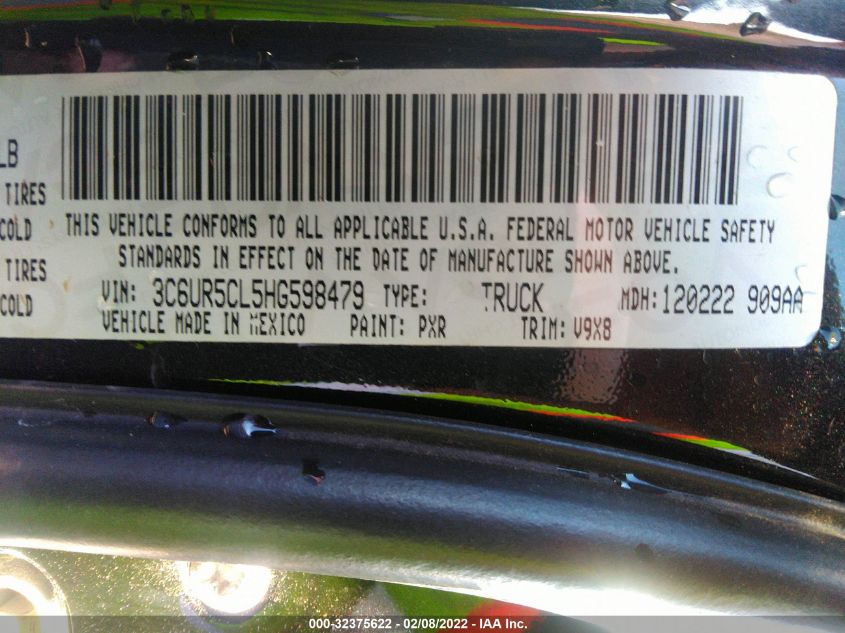 LB
TIRES
COLD
THIS VEHICLE CONFORMS TO ALL APPLICABLE U.S.A. FEDERAL MOTOR VEHICLE SAFETY
STANDARDS IN EFFECT ON THE DATE OF MANUFACTURE SHOWN ABOVE.
TIRES
COLD
VIN: 3C6UR5CL5HG598479 TYPE: TRUCK MDH: 120222 909AA
VEHICLE MADE IN MEXICO PAINT: PXR TRIM: V9X8
000-32375622 - 02/08/2022 - IAA Inc.